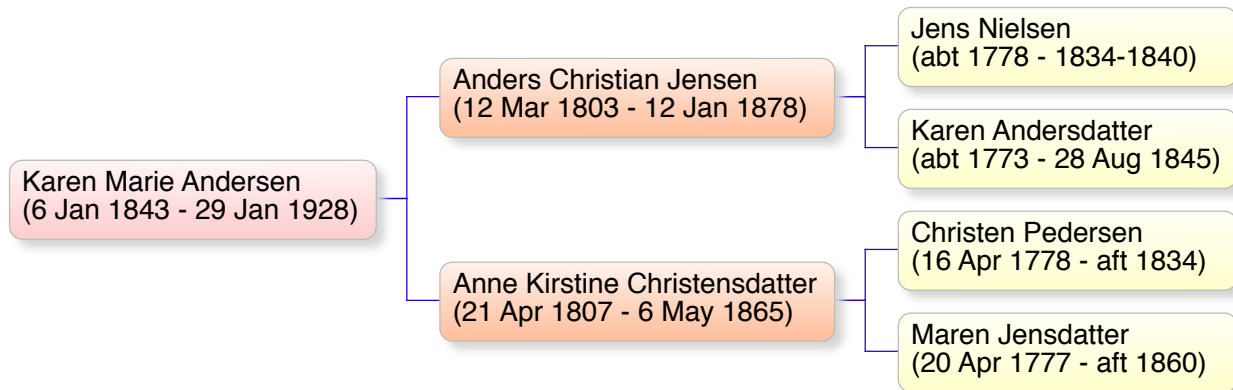 Karen Marie Andersen
(6 Jan 1843 - 29 Jan 1928)
Anders Christian Jensen
(12 Mar 1803 - 12 Jan 1878)
Anne Kirstine Christensdatter
(21 Apr 1807 - 6 May 1865)
Jens Nielsen
(abt 1778 - 1834-1840)
Karen Andersdatter
(abt 1773 - 28 Aug 1845)
Christen Pedersen
(16 Apr 1778 - aft 1834)
Maren Jensdatter
(20 Apr 1777 - aft 1860)